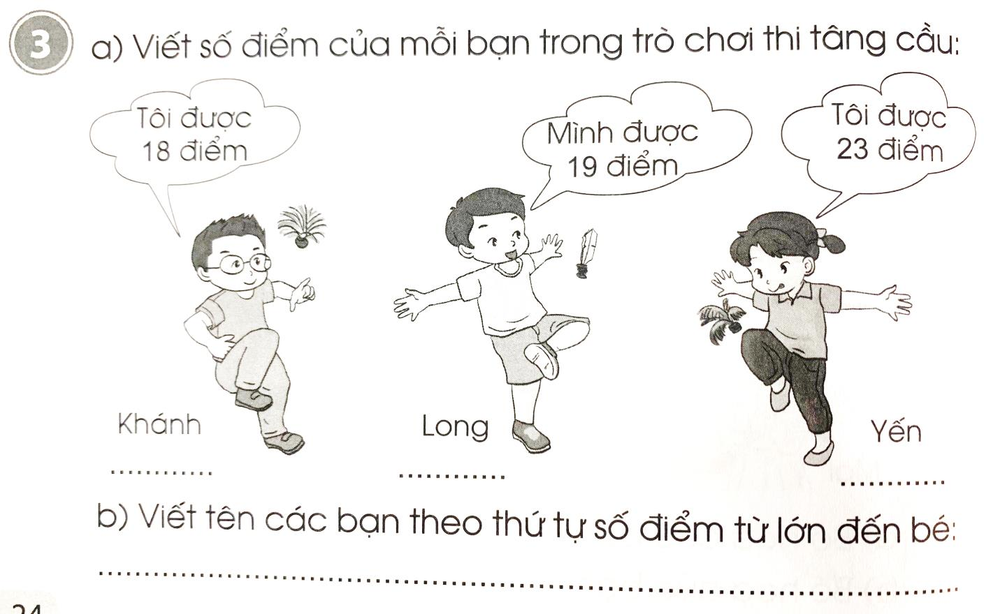 3
a) Viết số điểm của mỗi bạn trong trò chơi thi tâng cầu:
Tôi được
18 điểm
Mình được
19 điểm
Tôi được
23 điểm
Khánh
Long
Yến
............
............
............
b) Viết tên các bạn theo thứ tự số điểm từ lớn đến bé:
................................................................................
24